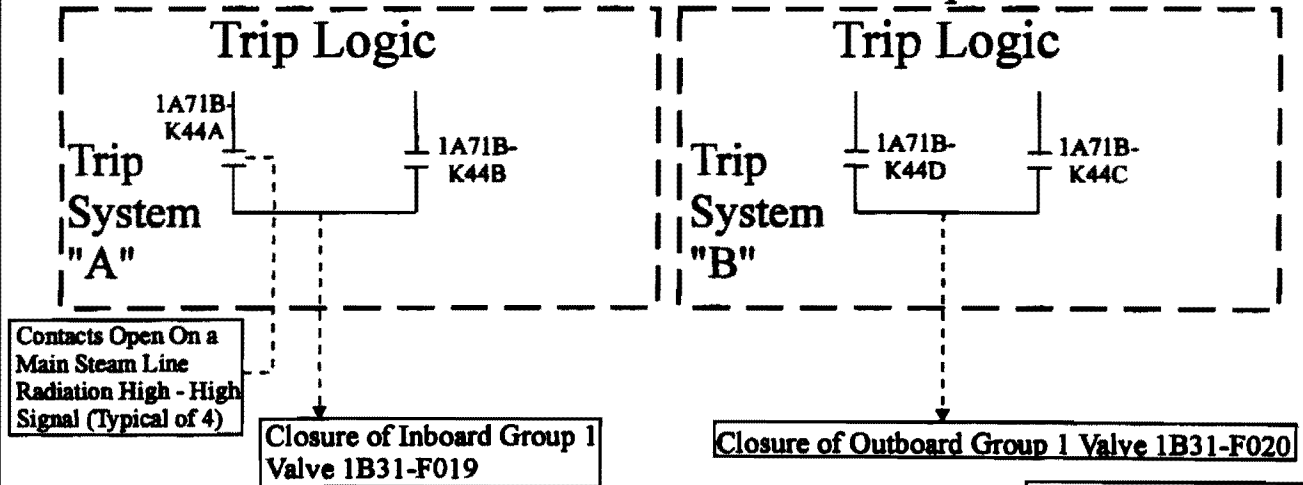 Trip Logic
1A71B-
K44A
1A71B-
K44B
Trip
System
"A"
Trip Logic
1A71B-
K44D
1A71B-
K44C
Trip
System
"B"
Contacts Open On a
Main Steam Line
Radiation High - High
Signal (Typical of 4)
Closure of Inboard Group 1
Valve 1B31-F019
Closure of Outboard Group 1 Valve 1B31-F020